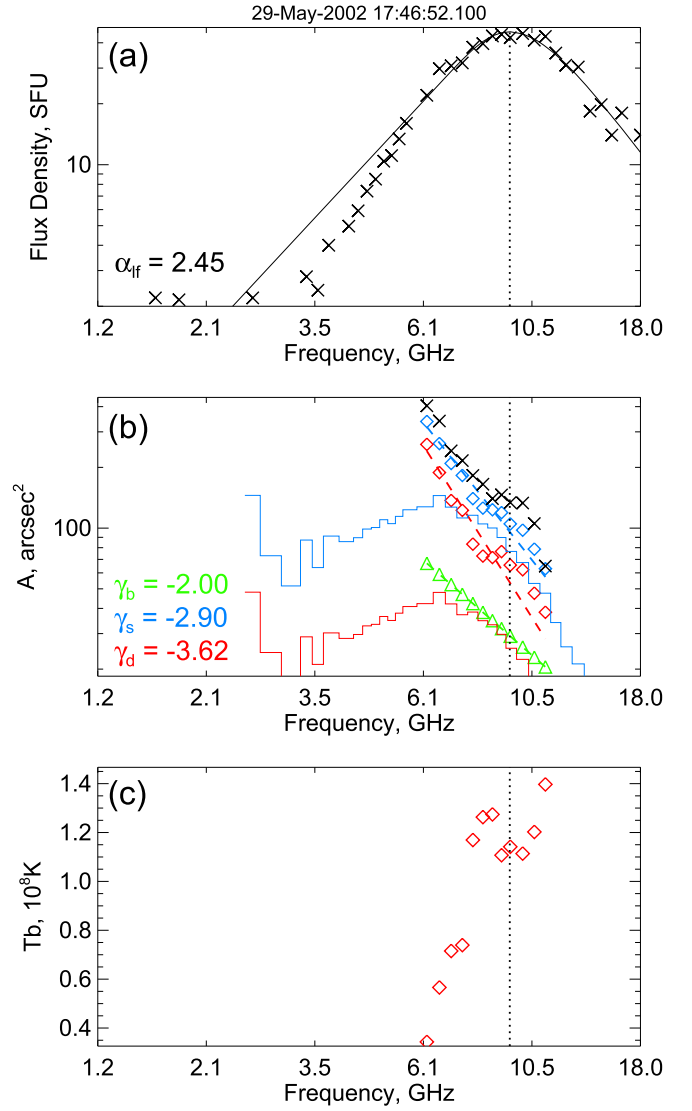 29-May-2002 17:46:52.100
(a)
Flux Density, SFU
10
α_lf = 2.45
1.2 2.1 3.5 6.1 10.5 18.0
Frequency, GHz
(b)
A, arcsec²
100
γ_b = -2.00
γ_s = -2.90
γ_d = -3.62
1.2 2.1 3.5 6.1 10.5 18.0
Frequency, GHz
(c)
Tb, 10⁸K
1.4
1.2
1.0
0.8
0.6
0.4
1.2 2.1 3.5 6.1 10.5 18.0
Frequency, GHz